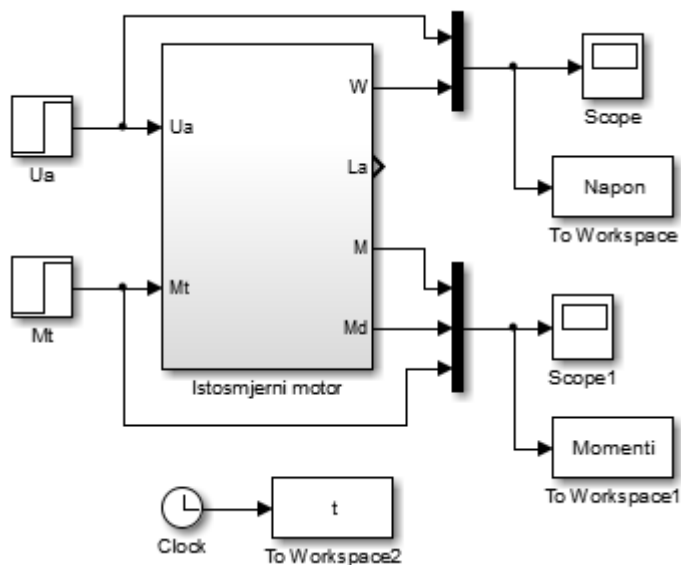 W
Scope
Ua
Ua
La
Napon
To Workspace
M
Mt
Mt
Md
Scope1
Istosmjerni motor
Momenti
To Workspace1
t
Clock
To Workspace2